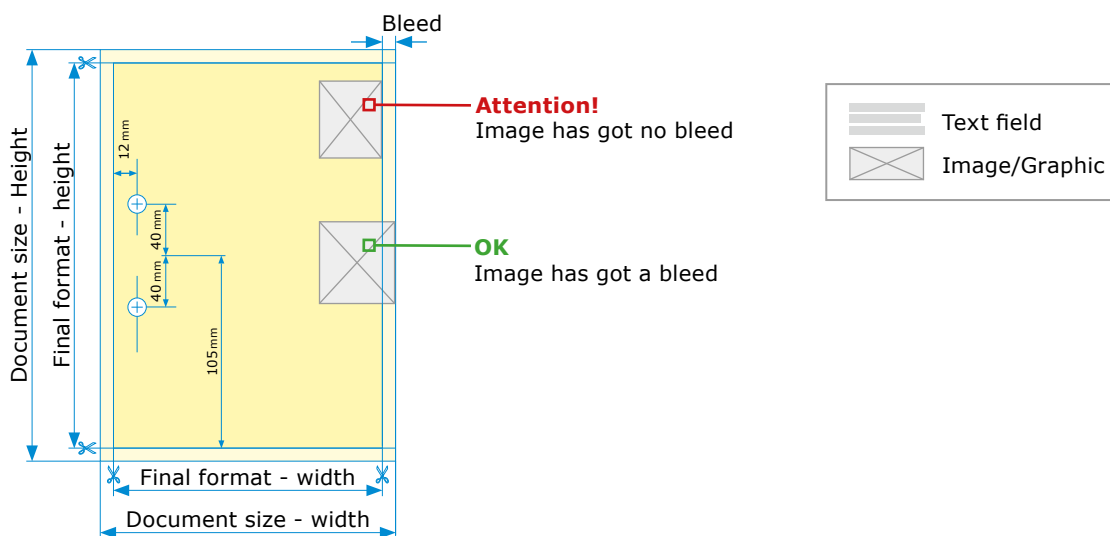 Bleed
Attention!
Image has got no bleed
Text field
Image/Graphic
12 mm
Document size - Height
Final format - height
40 mm
40 mm
OK
Image has got a bleed
105 mm
Final format - width
Document size - width